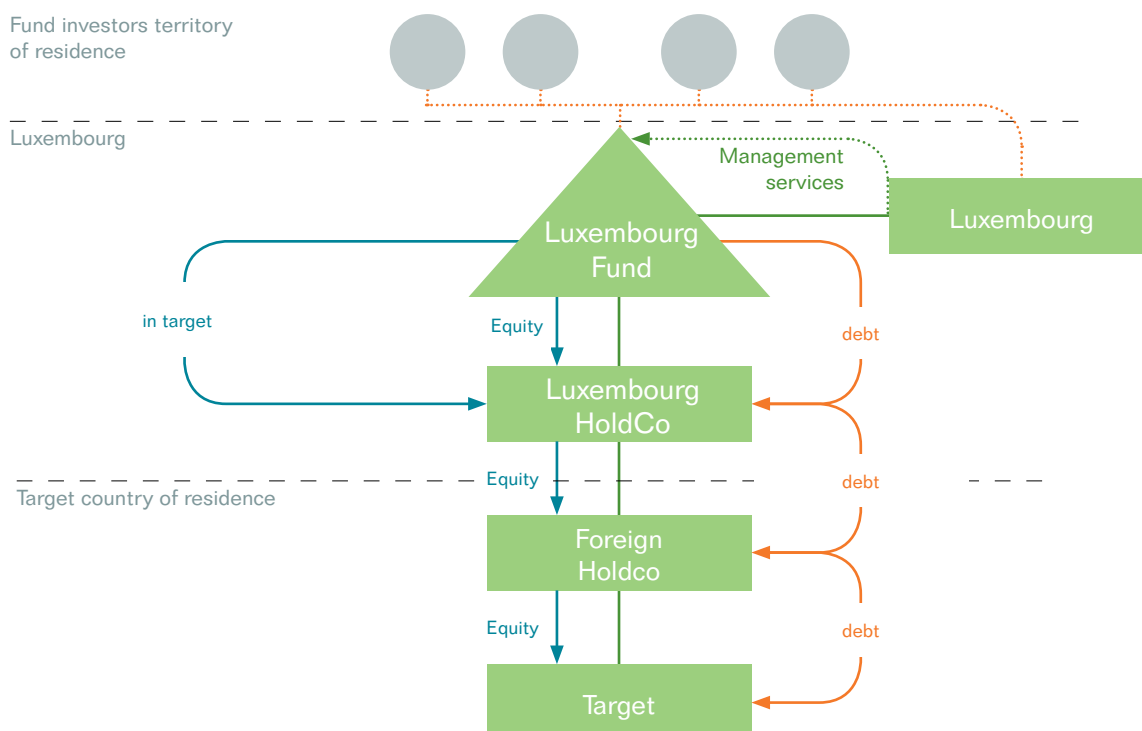 Fund investors territory
of residence
Luxembourg
Management
services
Luxembourg
Luxembourg
Fund
in target
Equity
debt
Luxembourg
HoldCo
Equity
debt
Target country of residence
Foreign
Holdco
Equity
debt
Target